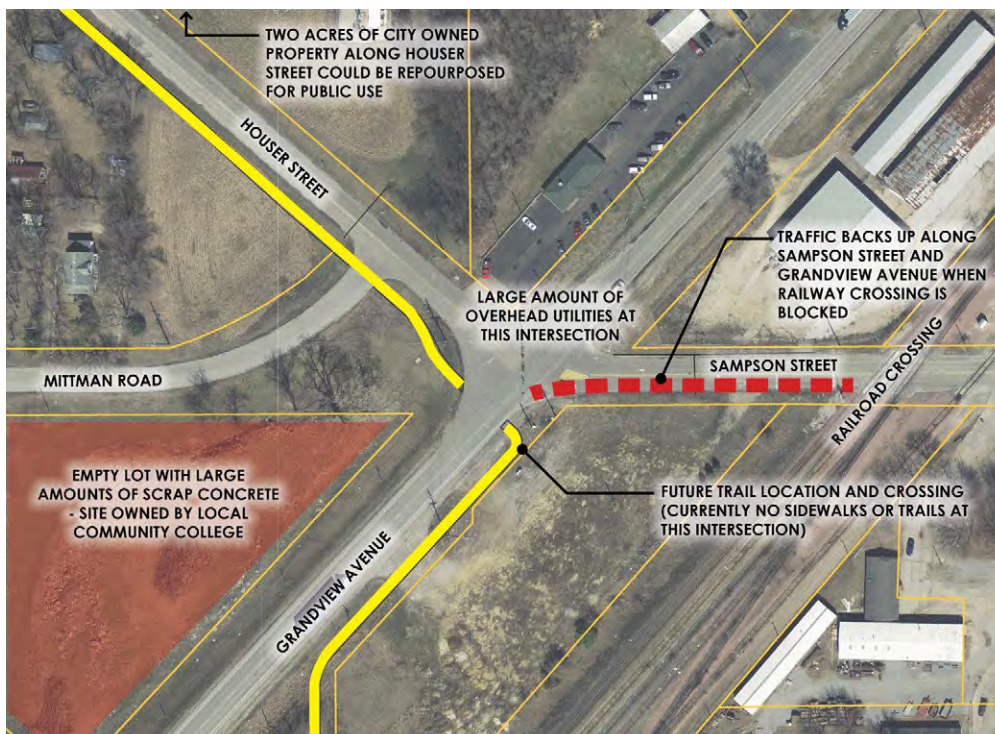 TWO ACRES OF CITY OWNED
PROPERTY ALONG HOUSER
STREET COULD BE REPOURPOSED
FOR PUBLIC USE
HOUSER STREET
TRAFFIC BACKS UP ALONG
SAMPSON STREET AND
GRANDVIEW AVENUE WHEN
RAILWAY CROSSING IS
BLOCKED
LARGE AMOUNT OF
OVERHEAD UTILITIES AT
THIS INTERSECTION
SAMPSON STREET
MITTMAN ROAD
RAILROAD CROSSING
EMPTY LOT WITH LARGE
AMOUNTS OF SCRAP CONCRETE
- SITE OWNED BY LOCAL
COMMUNITY COLLEGE
FUTURE TRAIL LOCATION AND CROSSING
(CURRENTLY NO SIDEWALKS OR TRAILS AT
THIS INTERSECTION)
GRANDVIEW AVENUE